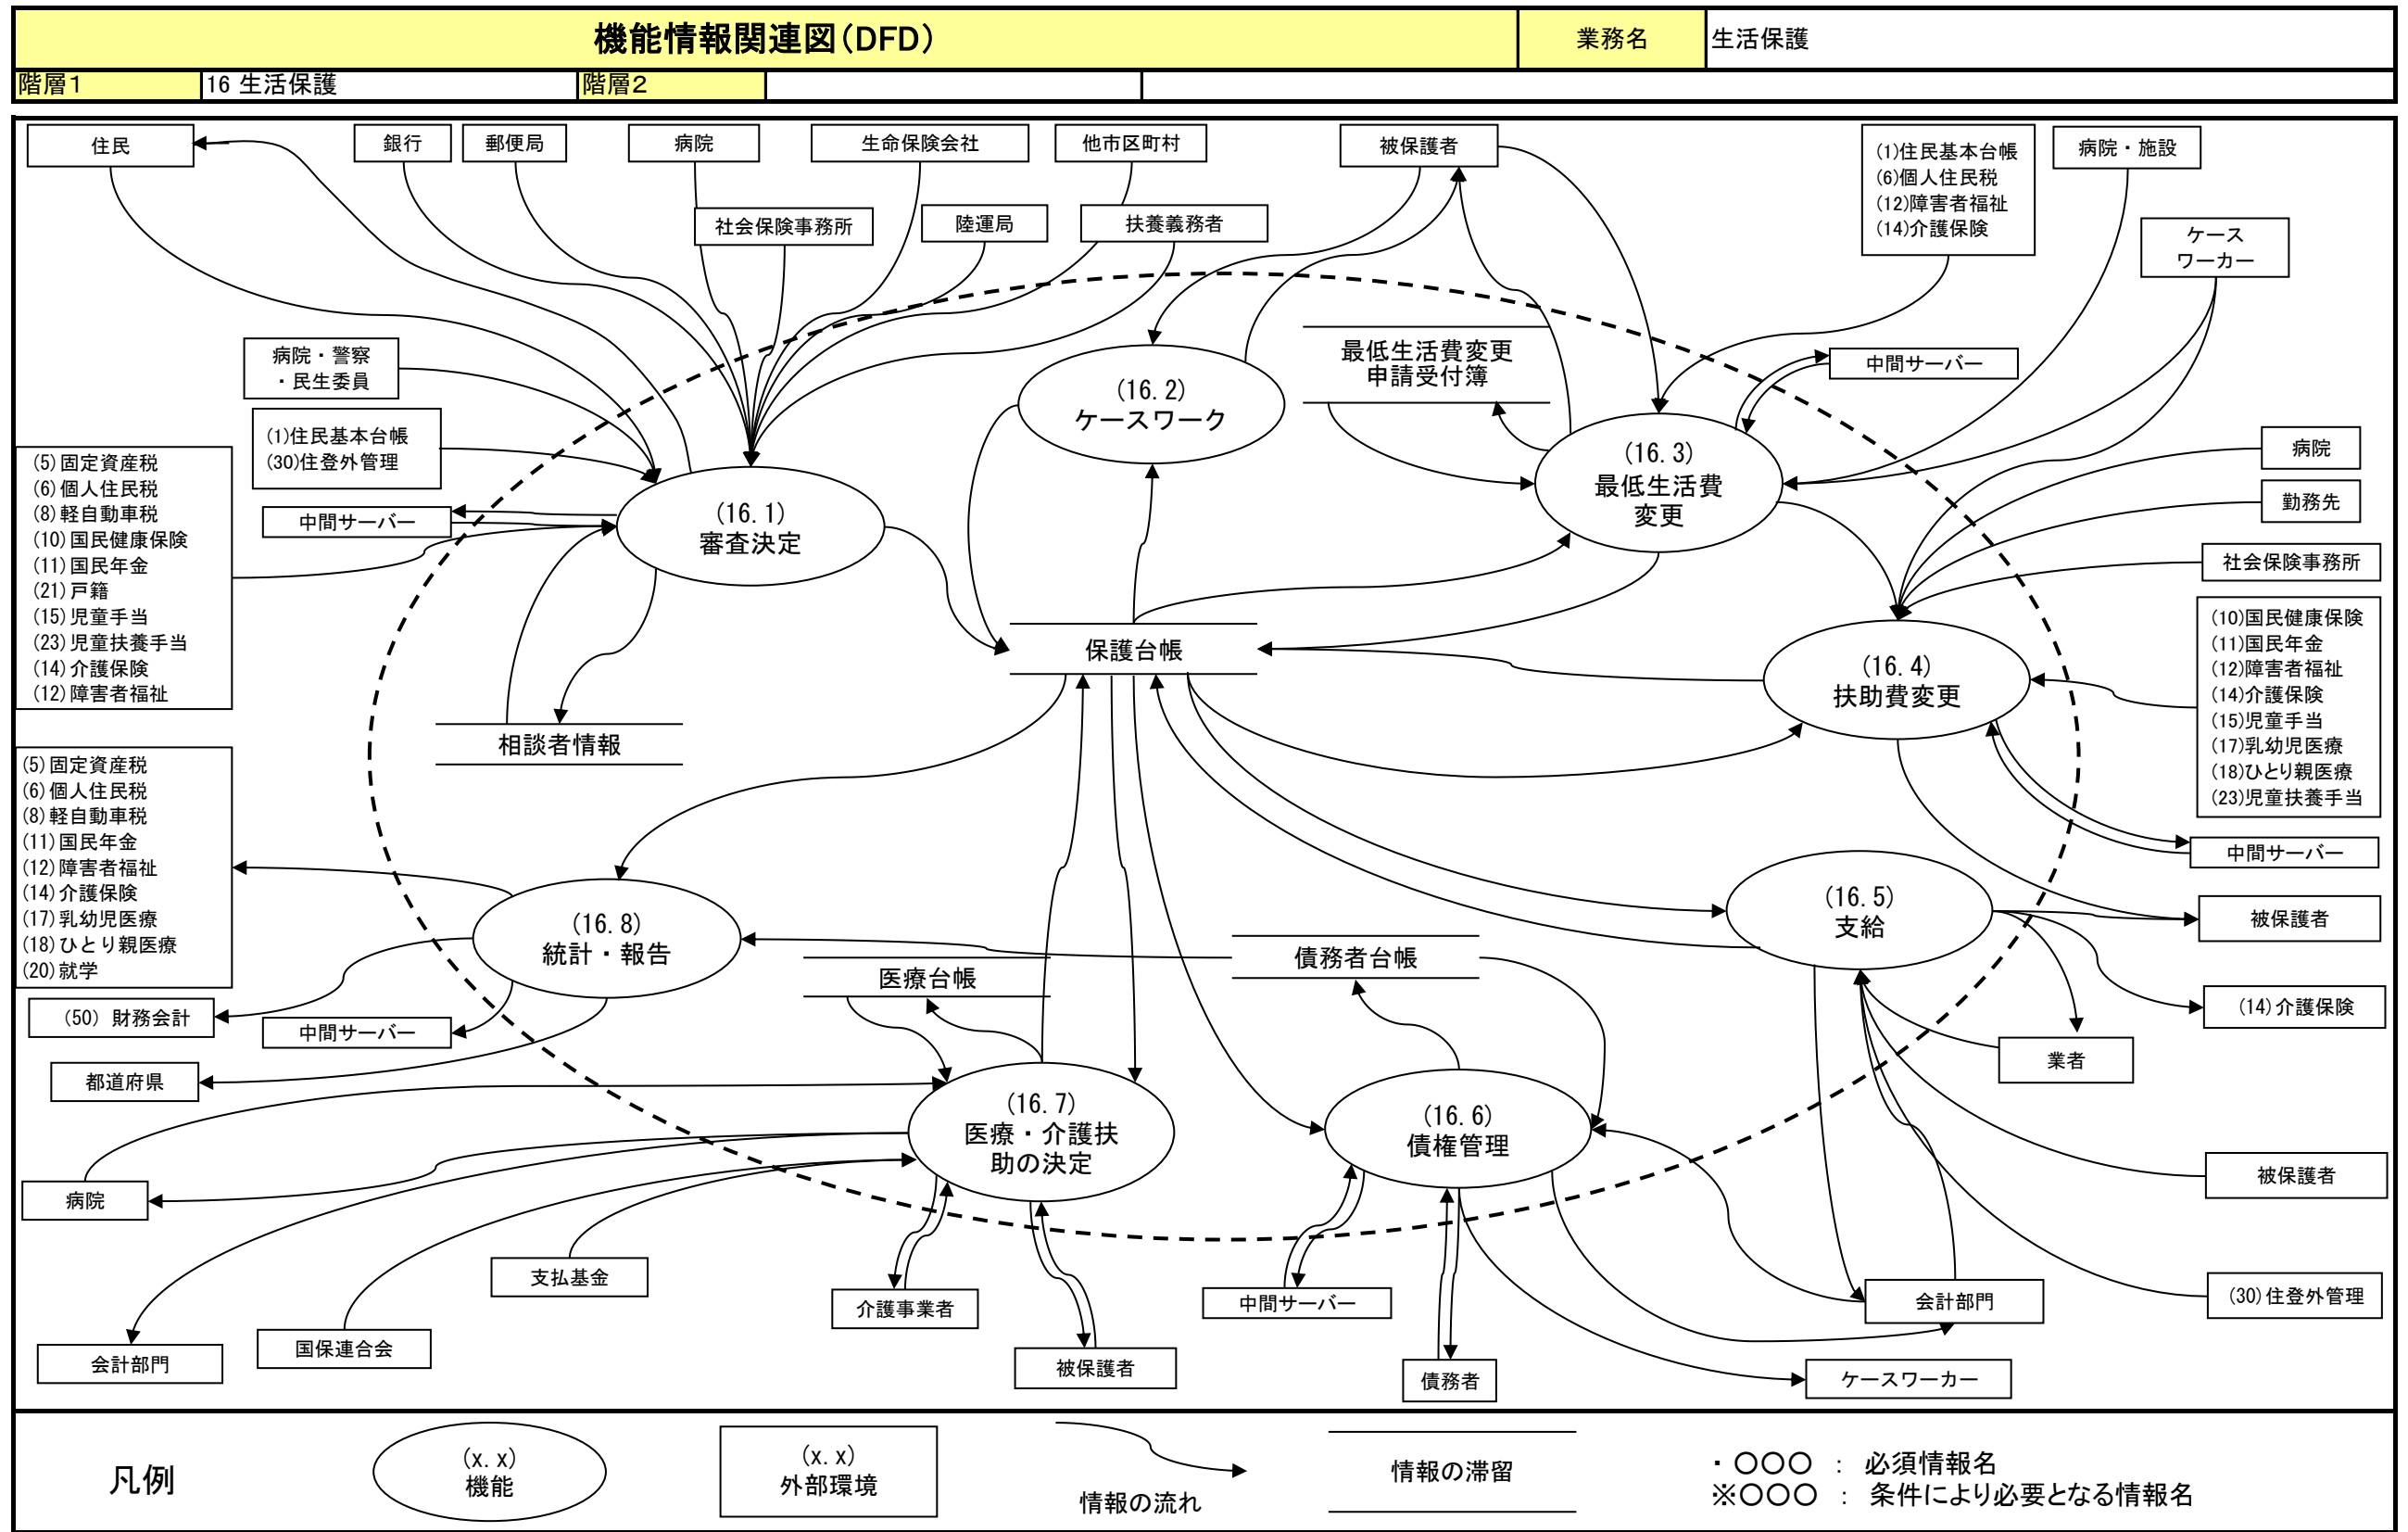 機能情報関連図（DFD）
業務名
生活保護
階層１
16 生活保護
階層２
住民
銀行
郵便局
病院
生命保険会社
他市区町村
被保護者
(1)住民基本台帳
(6)個人住民税
(12)障害者福祉
(14)介護保険
病院・施設
社会保険事務所
陸運局
扶養義務者
ケース
ワーカー
病院・警察
・民生委員
最低生活費変更
申請受付簿
中間サーバー
(16.2)
ケースワーク
(1)住民基本台帳
(30)住登外管理
(16.3)
最低生活費
変更
病院
(5)固定資産税
(6)個人住民税
(8)軽自動車税
(10)国民健康保険
(11)国民年金
(21)戸籍
(15)児童手当
(23)児童扶養手当
(14)介護保険
(12)障害者福祉
中間サーバー
(16.1)
審査決定
勤務先
社会保険事務所
(10)国民健康保険
(11)国民年金
(12)障害者福祉
(14)介護保険
(15)児童手当
(17)乳幼児医療
(18)ひとり親医療
(23)児童扶養手当
保護台帳
(16.4)
扶助費変更
相談者情報
(5)固定資産税
(6)個人住民税
(8)軽自動車税
(11)国民年金
(12)障害者福祉
(14)介護保険
(17)乳幼児医療
(18)ひとり親医療
(20)就学
中間サーバー
(16.5)
支給
被保護者
(16.8)
統計・報告
債務者台帳
医療台帳
(14)介護保険
(50) 財務会計
中間サーバー
業者
都道府県
(16.7)
医療・介護扶
助の決定
(16.6)
債権管理
被保護者
病院
支払基金
介護事業者
中間サーバー
会計部門
(30)住登外管理
会計部門
国保連合会
被保護者
債務者
ケースワーカー
凡例
(x.x)
機能
(x.x)
外部環境
情報の流れ
情報の滞留
・〇〇〇 ： 必須情報名
※〇〇〇 ： 条件により必要となる情報名